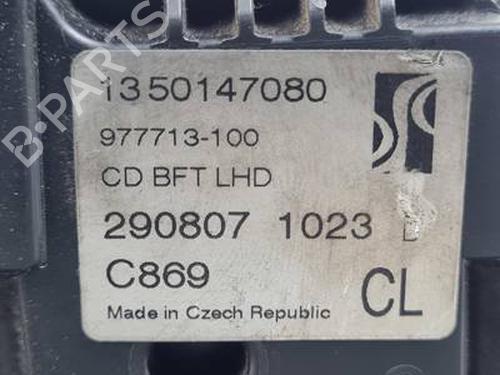 B-PARTS
1350147080
977713-100
CD BFT LHD
290807 1023
C869
CL
Made in Czech Republic